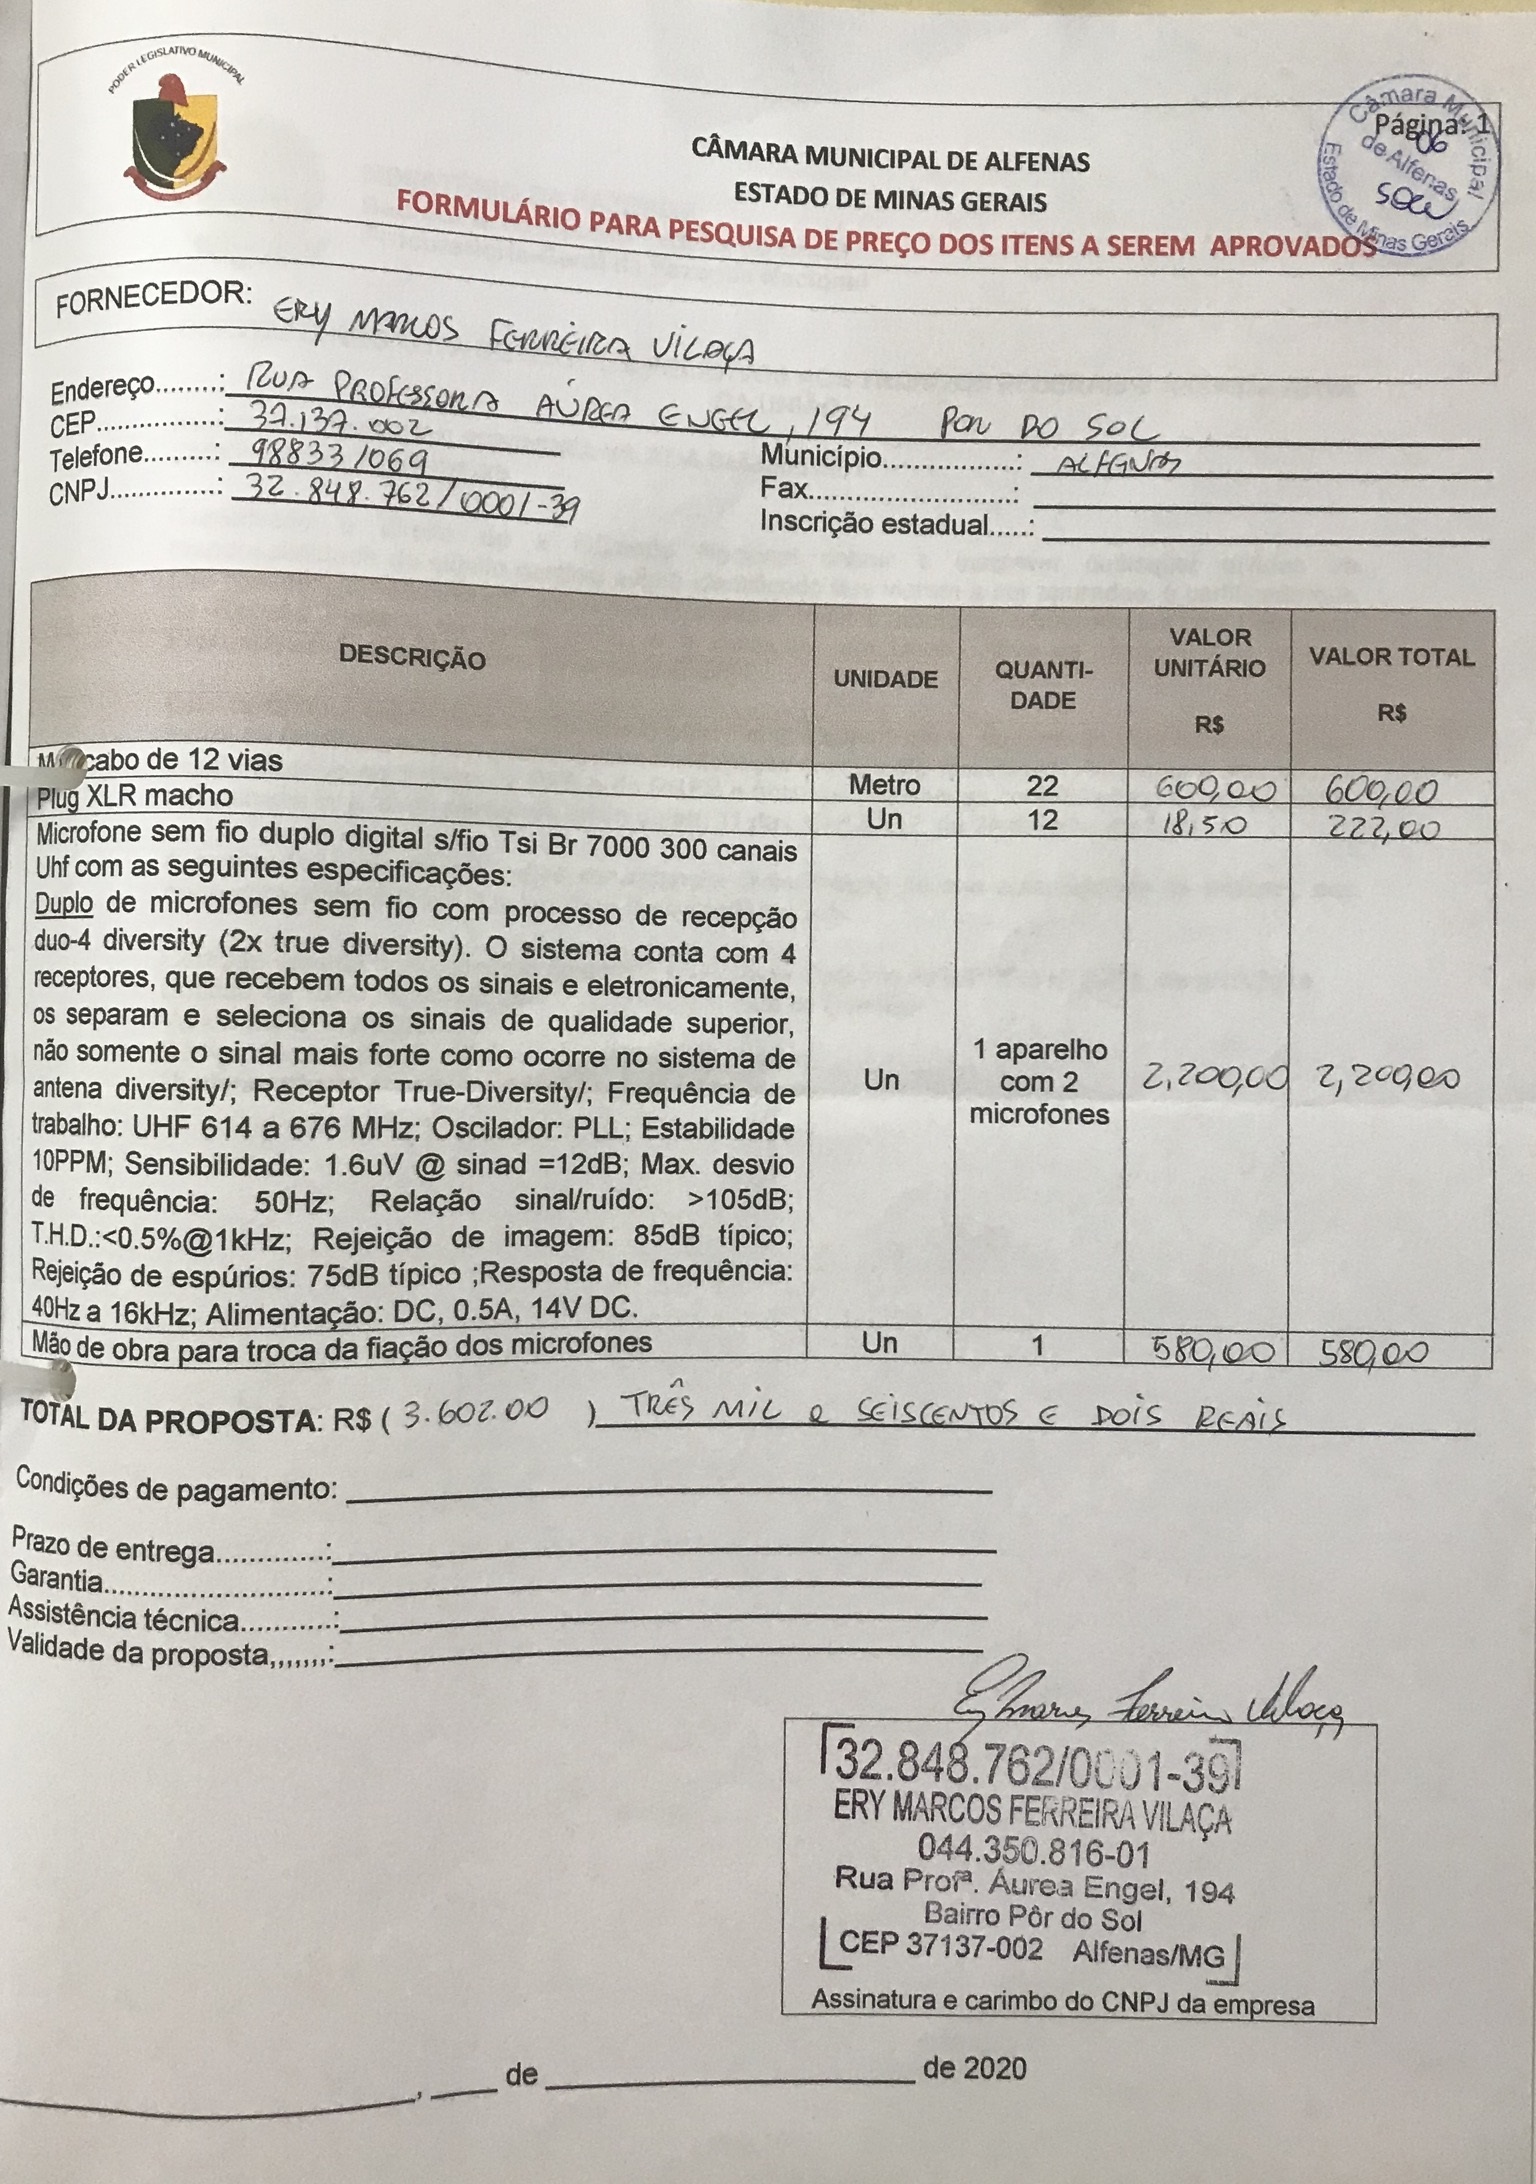 PODER LEGISLATIVO MUNICIPAL
Câmara Municipal
de Alfenas
Estado de Minas Gerais
Página: 1
06
CÂMARA MUNICIPAL DE ALFENAS
ESTADO DE MINAS GERAIS
FORMULÁRIO PARA PESQUISA DE PREÇO DOS ITENS A SEREM APROVADOS
FORNECEDOR: ERY MARCOS FERREIRA VILAÇA
Endereço........: RUA PROFESSORA ÁUREA ENGEL, 194 POR DO SOL
CEP...............: 37.137.002
Telefone.........: 988331069
Município.................: ALFENAS
CNPJ.............: 32.848.762/0001-39
Fax..........................:
Inscrição estadual.....:
DESCRIÇÃO UNIDADE QUANTI-DADE VALOR UNITÁRIO R$ VALOR TOTAL R$
cabo de 12 vias Metro 22 600,00 600,00
Plug XLR macho Un 12 18,50 222,00
Microfone sem fio duplo digital s/fio Tsi Br 7000 300 canais
Uhf com as seguintes especificações:
Duplo de microfones sem fio com processo de recepção
duo-4 diversity (2x true diversity). O sistema conta com 4
receptores, que recebem todos os sinais e eletronicamente,
os separam e seleciona os sinais de qualidade superior,
não somente o sinal mais forte como ocorre no sistema de
antena diversity/; Receptor True-Diversity/; Frequência de
trabalho: UHF 614 a 676 MHz; Oscilador: PLL; Estabilidade
10PPM; Sensibilidade: 1.6uV @ sinad =12dB; Max. desvio
de frequência: 50Hz; Relação sinal/ruído: >105dB;
T.H.D.:<0.5%@1kHz; Rejeição de imagem: 85dB típico;
Rejeição de espúrios: 75dB típico ;Resposta de frequência:
40Hz a 16kHz; Alimentação: DC, 0.5A, 14V DC.
Un 1 aparelho com 2 microfones 2,200,00 2,200,00
Mão de obra para troca da fiação dos microfones Un 1 580,00 580,00
TOTAL DA PROPOSTA: R$ ( 3.602.00 ) TRÊS MIL e SEISCENTOS E DOIS REAIS
Condições de pagamento:
Prazo de entrega.............:
Garantia..........................:
Assistência técnica...........:
Validade da proposta,,,,,,,:
Ery Marcos Ferreira Vilaça
32.848.762/0001-39
ERY MARCOS FERREIRA VILAÇA
044.350.816-01
Rua Profª. Áurea Engel, 194
Bairro Pôr do Sol
CEP 37137-002 Alfenas/MG
Assinatura e carimbo do CNPJ da empresa
, de de 2020